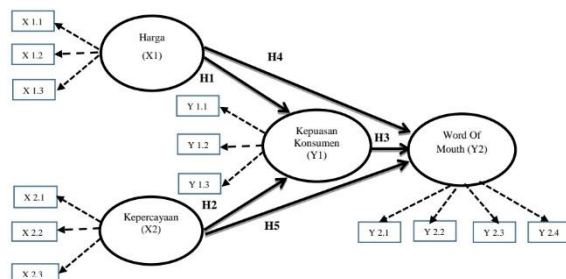 X 1.1
X 1.2
X 1.3
Harga
(X1)
H4
H1
Y 1.1
Y 1.2
Y 1.3
Kepuasan
Konsumen
(Y1)
H3
Word Of
Mouth (Y2)
X 2.1
X 2.2
X 2.3
Kepercayaan
(X2)
H2
H5
Y 2.1
Y 2.2
Y 2.3
Y 2.4